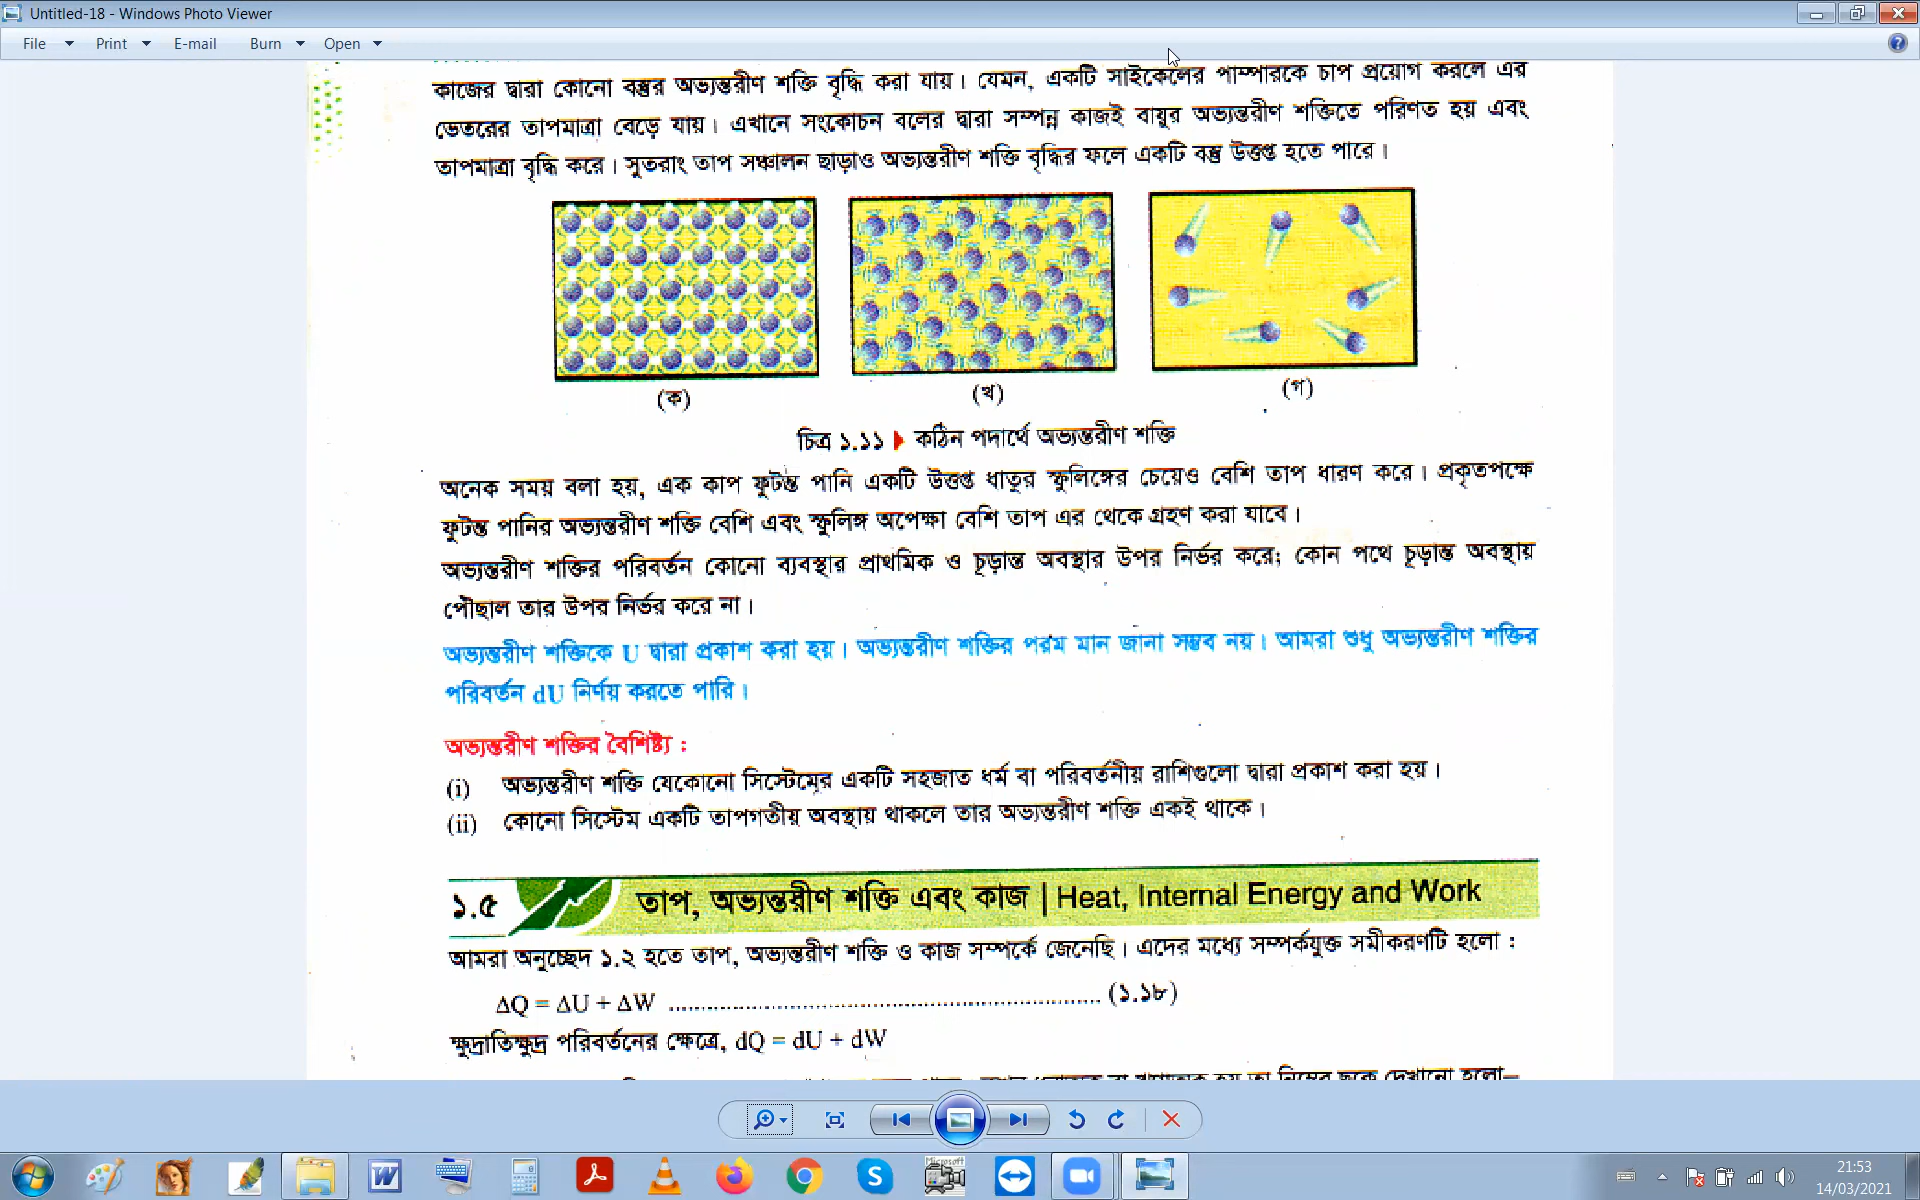 Untitled-18 - Windows Photo Viewer
File Print E-mail Burn Open
কাজের দ্বারা কোনো বস্তুর অভ্যন্তরীণ শক্তি বৃদ্ধি করা যায়। যেমন, একটি সাইকেলের পাম্পারকে চাপ প্রয়োগ করলে এর
ভেতরের তাপমাত্রা বেড়ে যায়। এখানে সংকোচন বলের দ্বারা সম্পন্ন কাজই বায়ুর অভ্যন্তরীণ শক্তিতে পরিণত হয় এবং
তাপমাত্রা বৃদ্ধি করে। সুতরাং তাপ সঞ্চালন ছাড়াও অভ্যন্তরীণ শক্তি বৃদ্ধির ফলে একটি বস্তু উত্তপ্ত হতে পারে।
(ক) (খ) (গ)
চিত্র ১.১১ কঠিন পদার্থে অভ্যন্তরীণ শক্তি
অনেক সময় বলা হয়, এক কাপ ফুটন্ত পানি একটি উত্তপ্ত ধাতুর স্ফুলিঙ্গের চেয়েও বেশি তাপ ধারণ করে। প্রকৃতপক্ষে
ফুটন্ত পানির অভ্যন্তরীণ শক্তি বেশি এবং স্ফুলিঙ্গ অপেক্ষা বেশি তাপ এর থেকে গ্রহণ করা যাবে।
অভ্যন্তরীণ শক্তির পরিবর্তন কোনো ব্যবস্থার প্রাথমিক ও চূড়ান্ত অবস্থার উপর নির্ভর করে; কোন পথে চূড়ান্ত অবস্থায়
পৌঁছাল তার উপর নির্ভর করে না।
অভ্যন্তরীণ শক্তিকে U দ্বারা প্রকাশ করা হয়। অভ্যন্তরীণ শক্তির পরম মান জানা সম্ভব নয়। আমরা শুধু অভ্যন্তরীণ শক্তির
পরিবর্তন dU নির্ণয় করতে পারি।
অভ্যন্তরীণ শক্তির বৈশিষ্ট্য :
(i) অভ্যন্তরীণ শক্তি যেকোনো সিস্টেমের একটি সহজাত ধর্ম বা পরিবর্তনীয় রাশিগুলো দ্বারা প্রকাশ করা হয়।
(ii) কোনো সিস্টেম একটি তাপগতীয় অবস্থায় থাকলে তার অভ্যন্তরীণ শক্তি একই থাকে।
১.৫ তাপ, অভ্যন্তরীণ শক্তি এবং কাজ | Heat, Internal Energy and Work
আমরা অনুচ্ছেদ ১.২ হতে তাপ, অভ্যন্তরীণ শক্তি ও কাজ সম্পর্কে জেনেছি। এদের মধ্যে সম্পর্কযুক্ত সমীকরণটি হলো :
ΔQ = ΔU + ΔW ........................................ (১.১৮)
ক্ষুদ্রাতিক্ষুদ্র পরিবর্তনের ক্ষেত্রে, dQ = dU + dW
নিম্নের ছকে দেখানো হলো—
Microsoft
21:53
14/03/2021